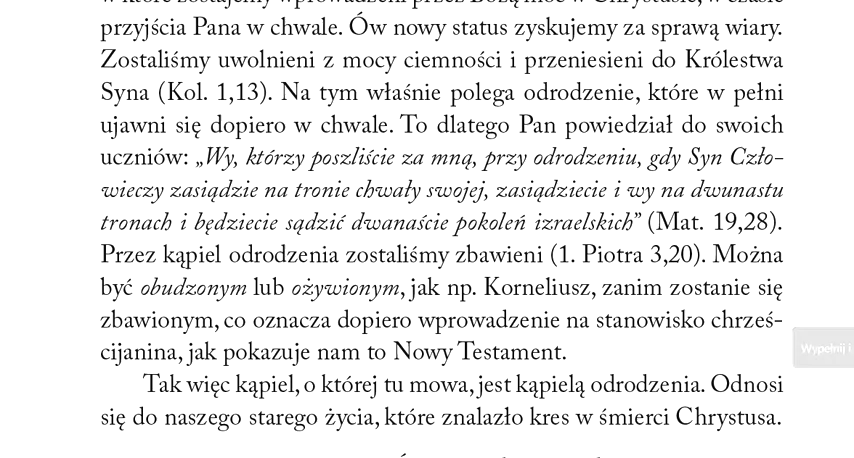 przyjścia Pana w chwale. Ów nowy status zyskujemy za sprawą wiary.
Zostaliśmy uwolnieni z mocy ciemności i przeniesieni do Królestwa
Syna (Kol. 1,13). Na tym właśnie polega odrodzenie, które w pełni
ujawni się dopiero w chwale. To dlatego Pan powiedział do swoich
uczniów: „Wy, którzy poszliście za mną, przy odrodzeniu, gdy Syn Czło-
wieczy zasiądzie na tronie chwały swojej, zasiądziecie i wy na dwunastu
tronach i będziecie sądzić dwanaście pokoleń izraelskich” (Mat. 19,28).
Przez kąpiel odrodzenia zostaliśmy zbawieni (1. Piotra 3,20). Można
być obudzonym lub ożywionym, jak np. Korneliusz, zanim zostanie się
zbawionym, co oznacza dopiero wprowadzenie na stanowisko chrześ-
cijanina, jak pokazuje nam to Nowy Testament.
Wypełnij i
Tak więc kąpiel, o której tu mowa, jest kąpielą odrodzenia. Odnosi
się do naszego starego życia, które znalazło kres w śmierci Chrystusa.